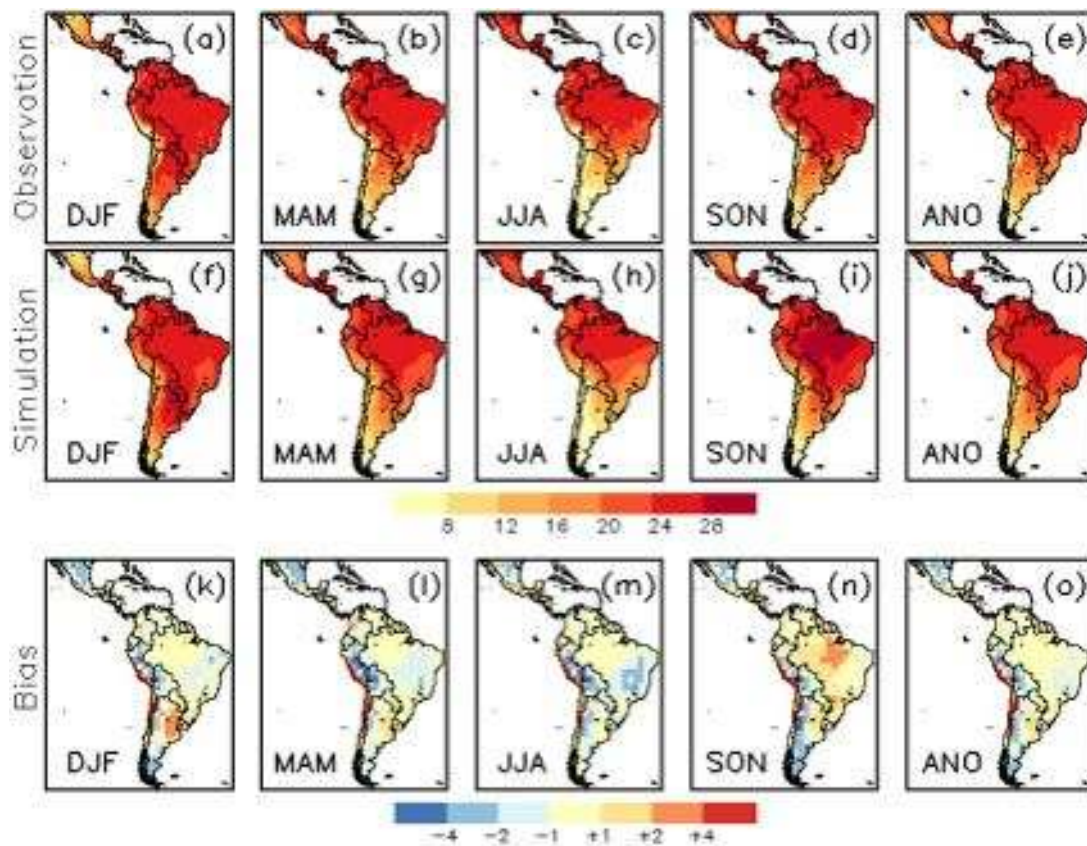 Observation
(a) (b) (c) (d) (e)
DJF MAM JJA SON ANO
Simulation
(f) (g) (h) (i) (j)
DJF MAM JJA SON ANO
8 12 16 20 24 28
Bias
(k) (l) (m) (n) (o)
DJF MAM JJA SON ANO
-4 -2 -1 +1 +2 +4